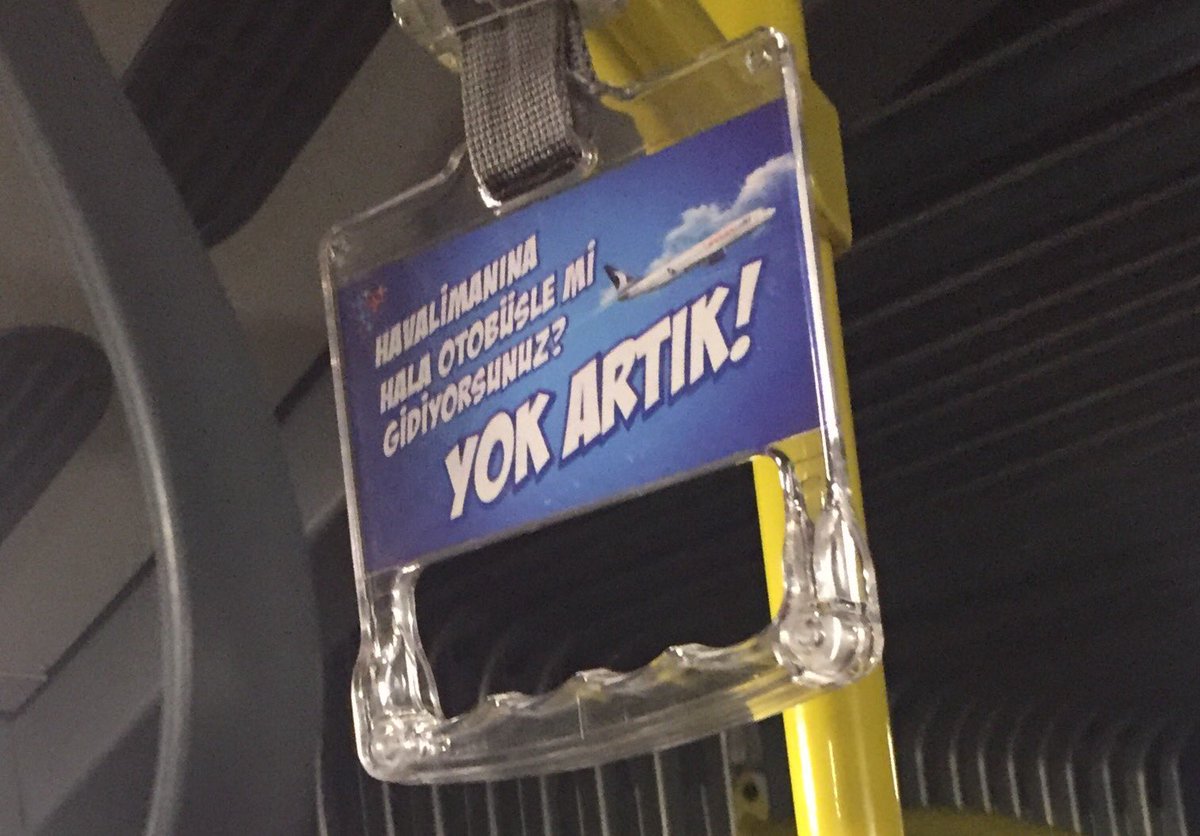 HAVALİMANINA
HALA OTOBÜSLE Mİ
GİDİYORSUNUZ?
YOK ARTIK!